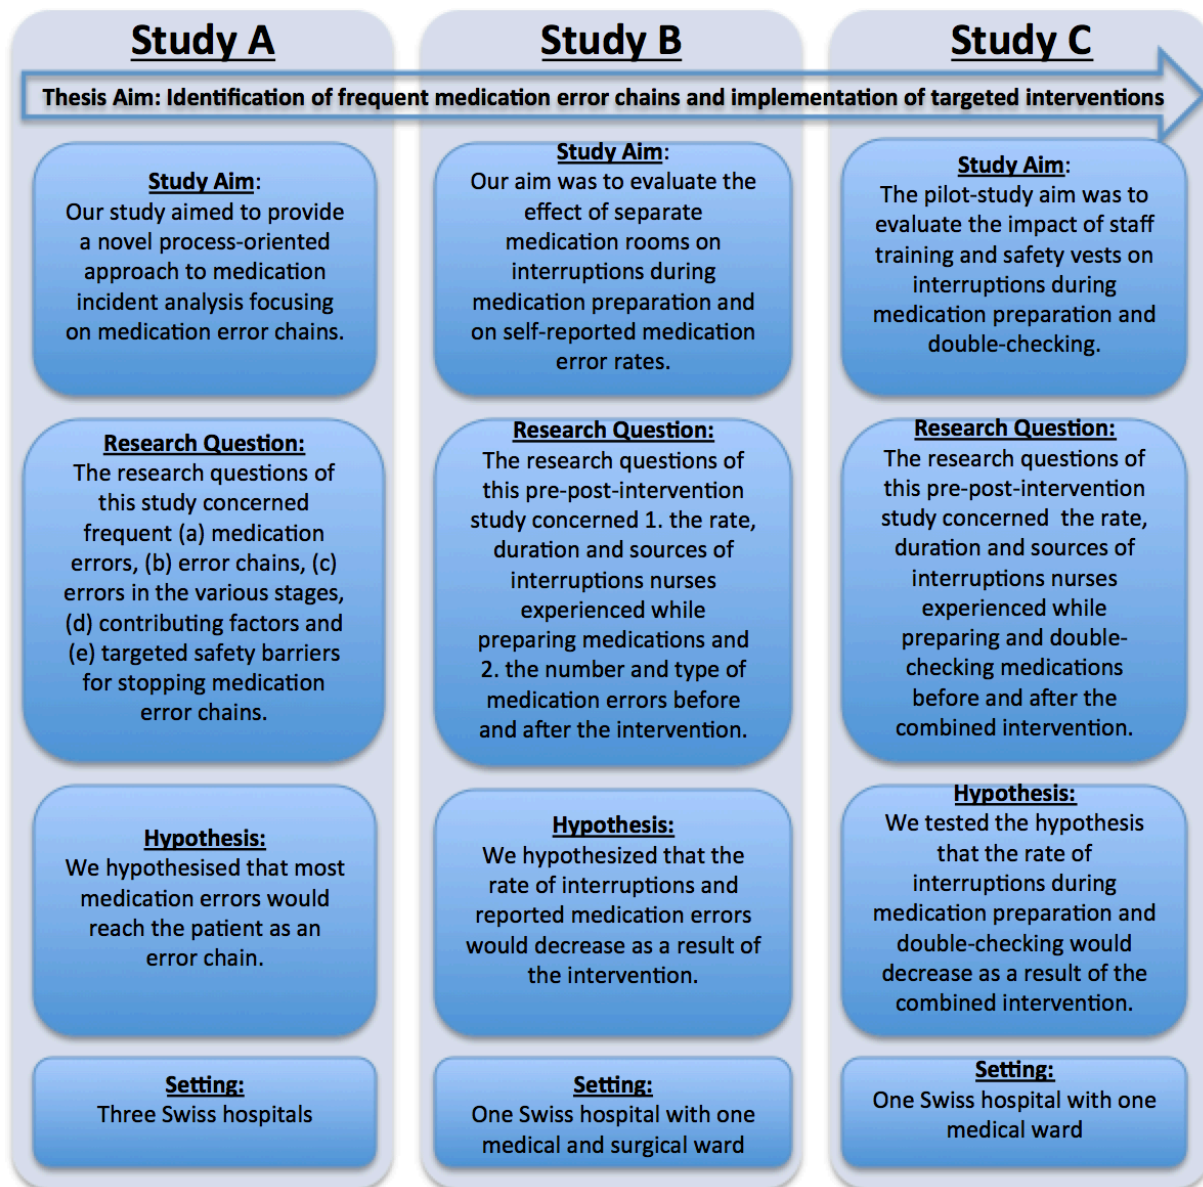 Study A
Study B
Study C
Thesis Aim: Identification of frequent medication error chains and implementation of targeted interventions
Study Aim:
Our study aimed to provide
a novel process-oriented
approach to medication
incident analysis focusing
on medication error chains.
Study Aim:
Our aim was to evaluate the
effect of separate
medication rooms on
interruptions during
medication preparation and
on self-reported medication
error rates.
Study Aim:
The pilot-study aim was to
evaluate the impact of staff
training and safety vests on
interruptions during
medication preparation and
double-checking.
Research Question:
The research questions of
this study concerned
frequent (a) medication
errors, (b) error chains, (c)
errors in the various stages,
(d) contributing factors and
(e) targeted safety barriers
for stopping medication
error chains.
Research Question:
The research questions of
this pre-post-intervention
study concerned 1. the rate,
duration and sources of
interruptions nurses
experienced while
preparing medications and
2. the number and type of
medication errors before
and after the intervention.
Research Question:
The research questions of
this pre-post-intervention
study concerned  the rate,
duration and sources of
interruptions nurses
experienced while
preparing and double-
checking medications
before and after the
combined intervention.
Hypothesis:
We hypothesised that most
medication errors would
reach the patient as an
error chain.
Hypothesis:
We hypothesized that the
rate of interruptions and
reported medication errors
would decrease as a result of
the intervention.
Hypothesis:
We tested the hypothesis
that the rate of
interruptions during
medication preparation and
double-checking would
decrease as a result of the
combined intervention.
Setting:
Three Swiss hospitals
Setting:
One Swiss hospital with one
medical and surgical ward
Setting:
One Swiss hospital with one
medical ward